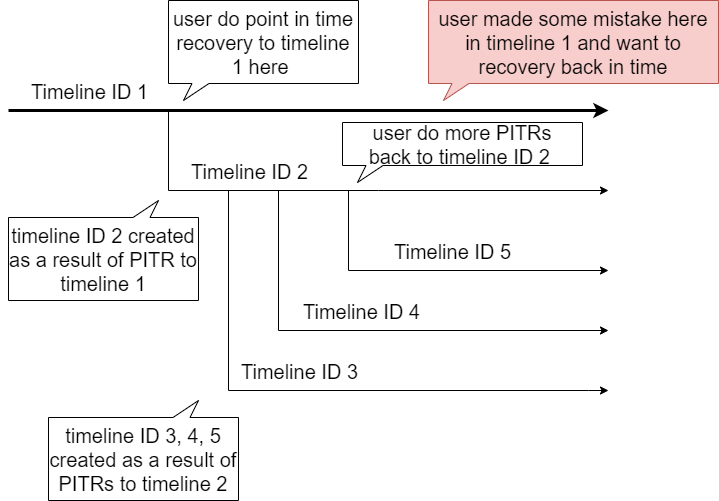 user do point in time
recovery to timeline
1 here
user made some mistake here
in timeline 1 and want to
recovery back in time
Timeline ID 1
user do more PITRs
back to timeline ID 2
Timeline ID 2
timeline ID 2 created
as a result of PITR to
timeline 1
Timeline ID 5
Timeline ID 4
Timeline ID 3
timeline ID 3, 4, 5
created as a result of
PITRs to timeline 2